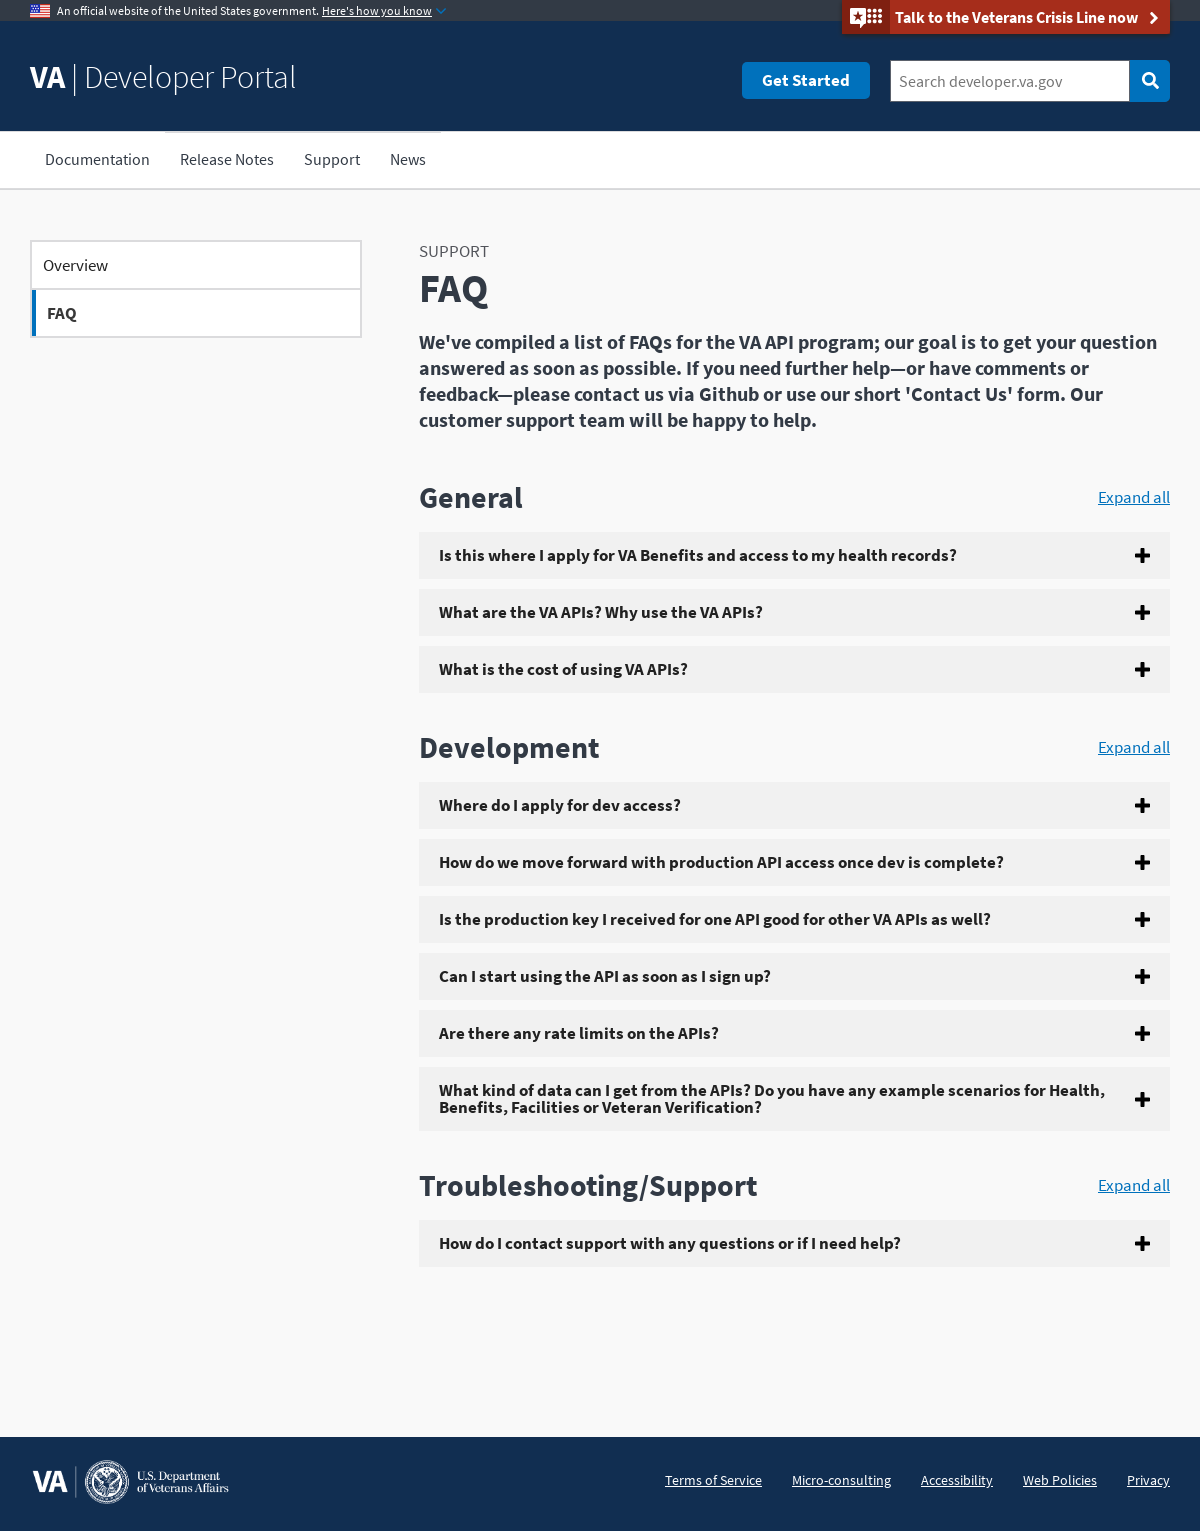 An official website of the United States government. Here's how you know
Talk to the Veterans Crisis Line now
VA | Developer Portal
Get Started
Search developer.va.gov
Documentation
Release Notes
Support
News
Overview
FAQ
SUPPORT
FAQ
We've compiled a list of FAQs for the VA API program; our goal is to get your question
answered as soon as possible. If you need further help—or have comments or
feedback—please contact us via Github or use our short 'Contact Us' form. Our
customer support team will be happy to help.
General
Expand all
Is this where I apply for VA Benefits and access to my health records?
What are the VA APIs? Why use the VA APIs?
What is the cost of using VA APIs?
Development
Expand all
Where do I apply for dev access?
How do we move forward with production API access once dev is complete?
Is the production key I received for one API good for other VA APIs as well?
Can I start using the API as soon as I sign up?
Are there any rate limits on the APIs?
What kind of data can I get from the APIs? Do you have any example scenarios for Health,
Benefits, Facilities or Veteran Verification?
Troubleshooting/Support
Expand all
How do I contact support with any questions or if I need help?
VA
U.S. Department
of Veterans Affairs
Terms of Service
Micro-consulting
Accessibility
Web Policies
Privacy